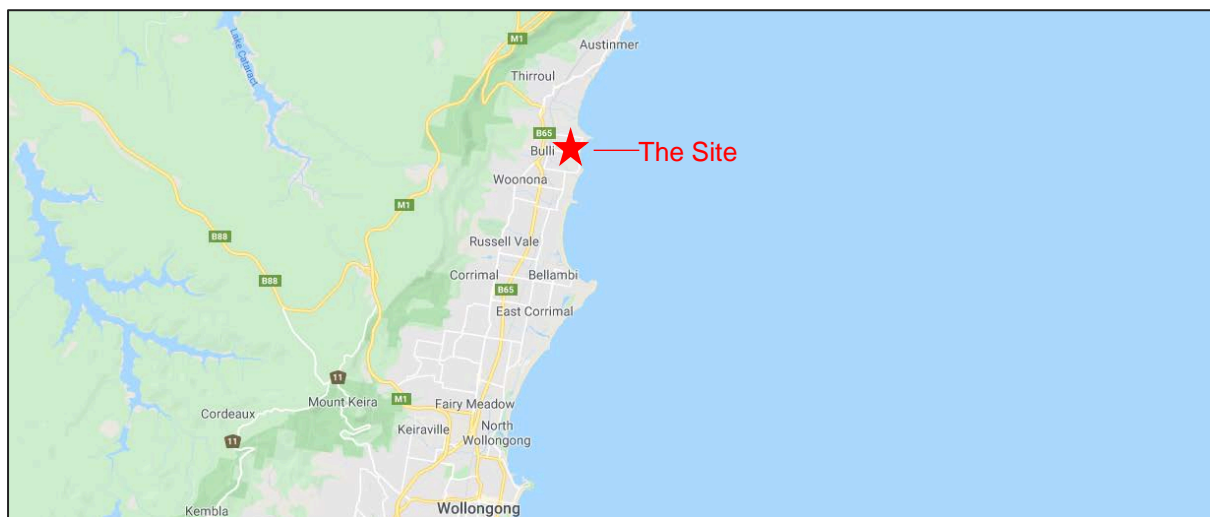 M1
Austinmer
Lake Cataract
Thirroul
B65
Bulli
The Site
Woonona
M1
B88
Russell Vale
B88
Corrimal
Bellambi
B65
East Corrimal
11
Mount Keira
M1
Fairy Meadow
Cordeaux
Keiraville
North
Wollongong
11
Kembla
Wollongong